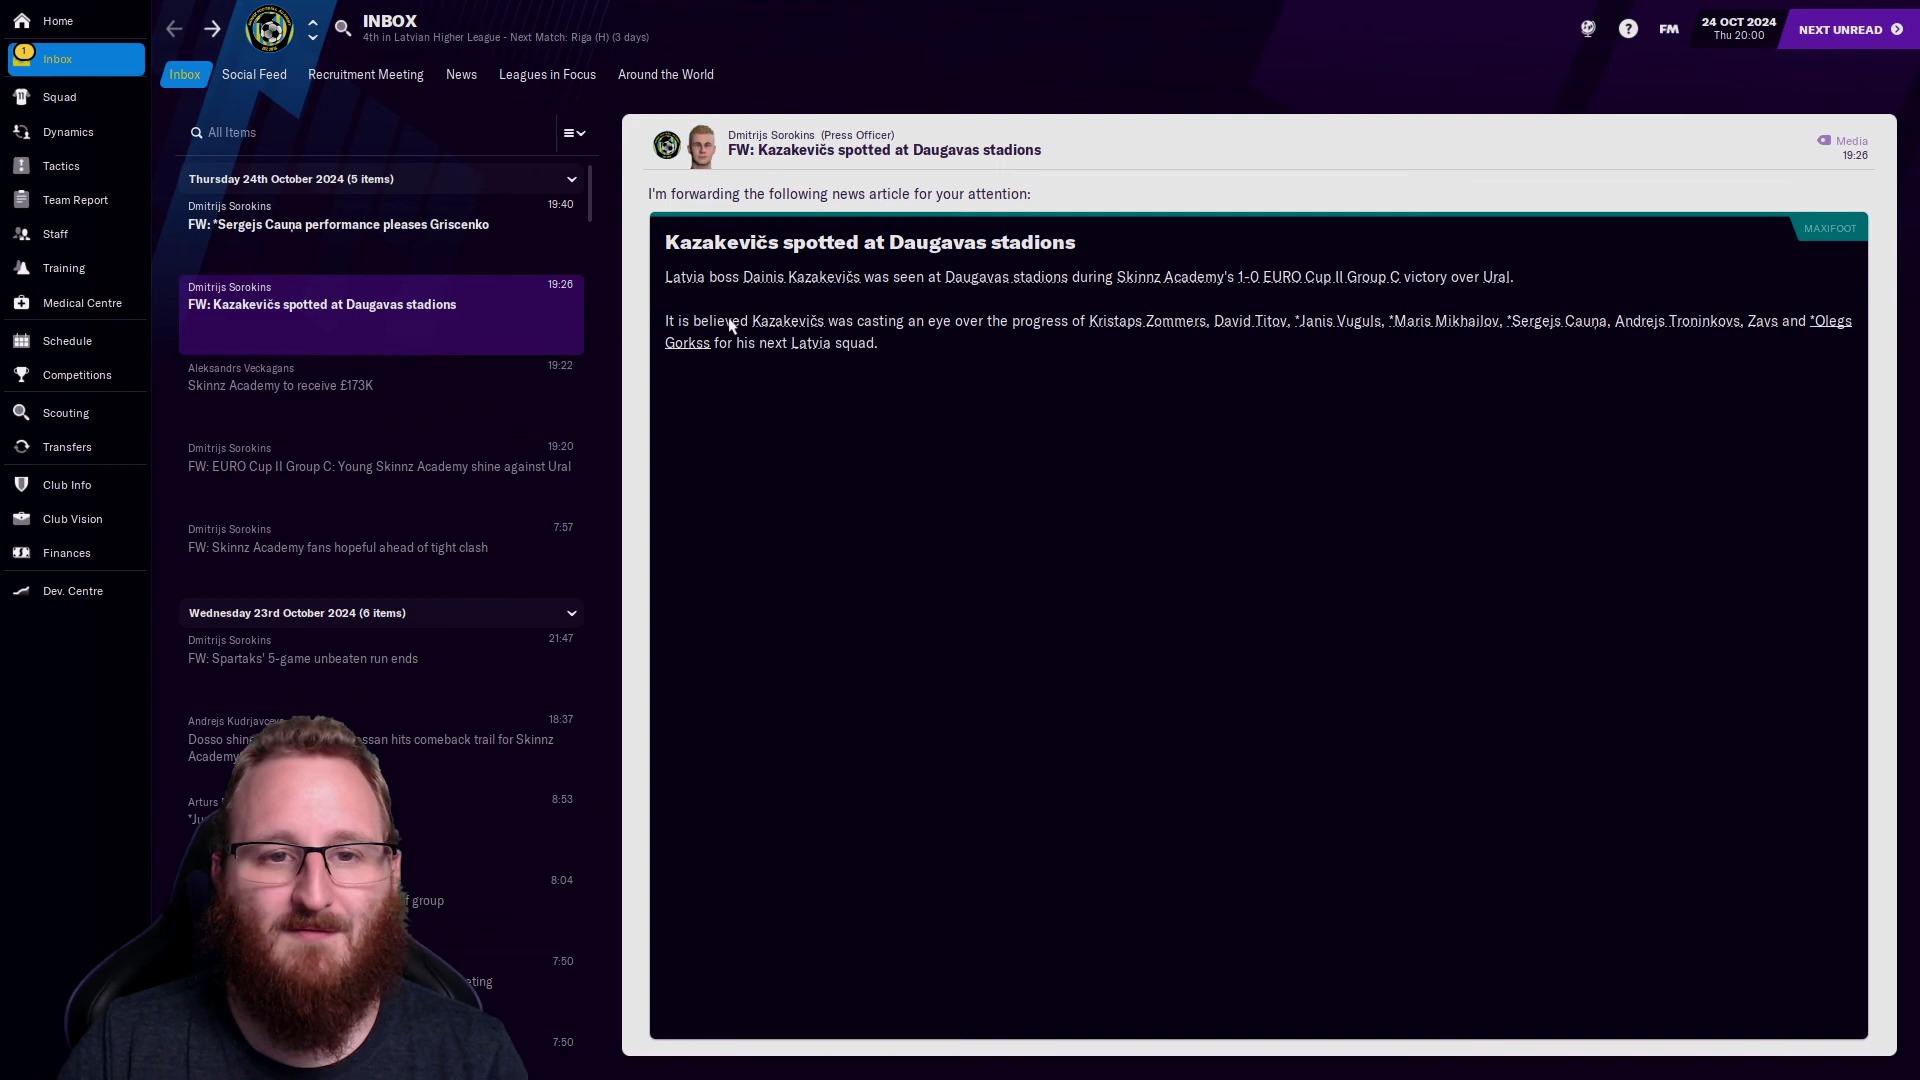 Home
Inbox
1
Squad
Dynamics
Tactics
Team Report
Staff
Training
Medical Centre
Schedule
Competitions
Scouting
Transfers
Club Info
Club Vision
Finances
Dev. Centre
INBOX
4th in Latvian Higher League - Next Match: Riga (H) (3 days)
FM
24 OCT 2024
Thu 20:00
NEXT UNREAD
Inbox
Social Feed
Recruitment Meeting
News
Leagues in Focus
Around the World
All Items
Thursday 24th October 2024 (5 items)
Dmitrijs Sorokins 19:40
FW: *Sergejs Cauņa performance pleases Griscenko
Dmitrijs Sorokins 19:26
FW: Kazakevičs spotted at Daugavas stadions
Aleksandrs Veckagans 19:22
Skinnz Academy to receive £173K
Dmitrijs Sorokins 19:20
FW: EURO Cup II Group C: Young Skinnz Academy shine against Ural
Dmitrijs Sorokins 7:57
FW: Skinnz Academy fans hopeful ahead of tight clash
Wednesday 23rd October 2024 (6 items)
Dmitrijs Sorokins 21:47
FW: Spartaks' 5-game unbeaten run ends
Andrejs 18:37
Dosso hits comeback trail for Skinnz
Academy
Arturs 8:53
8:04
group
7:50
7:50
Dmitrijs Sorokins (Press Officer)
FW: Kazakevičs spotted at Daugavas stadions
Media
19:26
I'm forwarding the following news article for your attention:
MAXIFOOT
Kazakevičs spotted at Daugavas stadions
Latvia boss Dainis Kazakevičs was seen at Daugavas stadions during Skinnz Academy's 1-0 EURO Cup II Group C victory over Ural.
It is believed Kazakevičs was casting an eye over the progress of Kristaps Zommers, David Titov, *Janis Vuguls, *Maris Mikhailov, *Sergejs Cauņa, Andrejs Troninkovs, Zavs and *Olegs
Gorkss for his next Latvia squad.